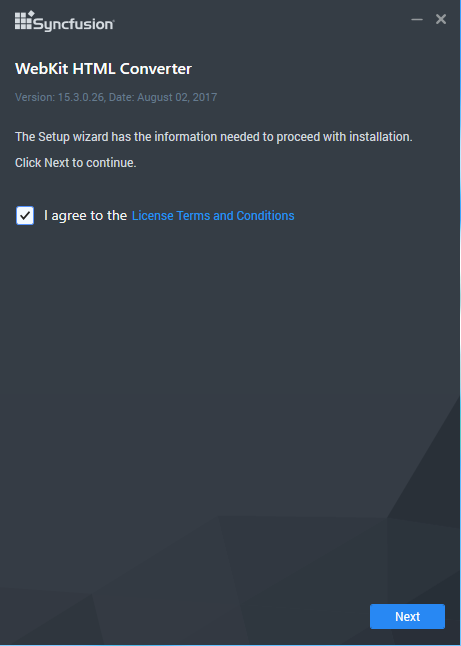 Syncfusion
WebKit HTML Converter
Version: 15.3.0.26, Date: August 02, 2017
The Setup wizard has the information needed to proceed with installation.
Click Next to continue.
I agree to the License Terms and Conditions
Next